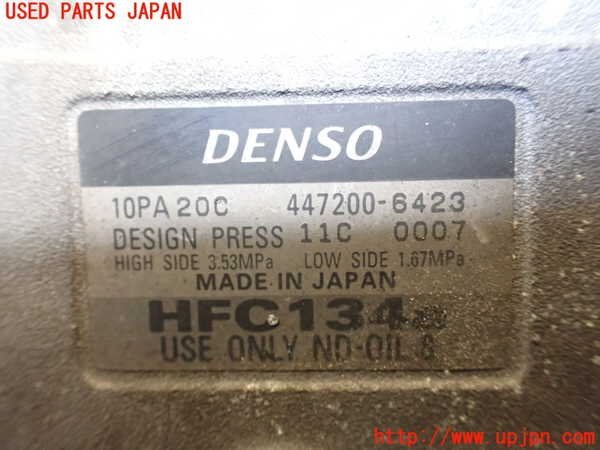 USED PARTS JAPAN
DENSO
10PA20C 447200-6423
DESIGN PRESS 11C 0007
HIGH SIDE 3.53MPa LOW SIDE 1.67MPa
MADE IN JAPAN
HFC134a
USE ONLY ND-OIL 8
http://www.upjpn.com/